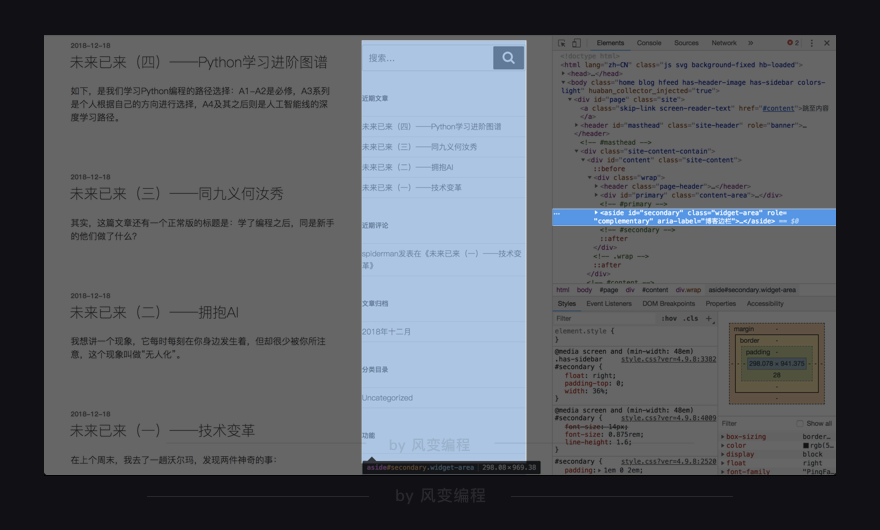 2018-12-18
未来已来（四）——Python学习进阶图谱
如下，是我们学习Python编程的路径选择：A1-A2是必修，A3系列
是个人根据自己的方向进行选择，A4及其之后则是人工智能线的深
度学习路径。
2018-12-18
未来已来（三）——同九义何汝秀
其实，这篇文章还有一个正常版的标题是：学了编程之后，同是新手
的他们做了什么？
2018-12-18
未来已来（二）——拥抱AI
我想讲一个现象，它每时每刻在你身边发生着，但却很少被你所注
意，这个现象叫做“无人化”。
2018-12-18
未来已来（一）——技术变革
在上个周末，我去了一趟沃尔玛，发现两件神奇的事：
搜索…
近期文章
未来已来（四）——Python学习进阶图谱
未来已来（三）——同九义何汝秀
未来已来（二）——拥抱AI
未来已来（一）——技术变革
近期评论
spiderman发表在《未来已来（一）——技术变
革》
文章归档
2018年十二月
分类目录
Uncategorized
功能
by 风变编程
aside#secondary.widget-area | 298.08×969.38
Elements Console Sources Network » 2
<!doctype html>
<html lang="zh-CN" class="js svg background-fixed hb-loaded">
<head>…</head>
<body class="home blog hfeed has-header-image has-sidebar colors-
light" huaban_collector_injected="true">
<div id="page" class="site">
<a class="skip-link screen-reader-text" href="#content">跳至内容
</a>
<header id="masthead" class="site-header" role="banner">…
</header>
<!-- #masthead -->
<div class="site-content-contain">
<div id="content" class="site-content">
::before
<div class="wrap">
<header class="page-header">…</header>
<div id="primary" class="content-area">…</div>
<!-- #primary -->
<aside id="secondary" class="widget-area" role=
"complementary" aria-label="博客边栏">…</aside> == $0
<!-- #secondary -->
::after
</div>
<!-- .wrap -->
::after
</div>
<!-- #content -->
html body #page div #content div.wrap aside#secondary.widget-area
Styles Event Listeners DOM Breakpoints Properties Accessibility
Filter :hov .cls +
element.style {
}
@media screen and (min-width: 48em)
.has-sidebar style.css?ver=4.9.8:3382
#secondary {
float: right;
padding-top: 0;
width: 36%;
}
@media screen and (min-width: 48em)
#secondary { style.css?ver=4.9.8:4009
font-size: 14px;
font-size: 0.875rem;
line-height: 1.6;
}
#secondary { style.css?ver=4.9.8:2520
padding: 1em 0 2em;
margin -
border -
padding -
298.078 × 941.375
28
Filter Show all
box-sizing border…
color rgb(5…
display block
float right
font-family "PingFa…
by 风变编程